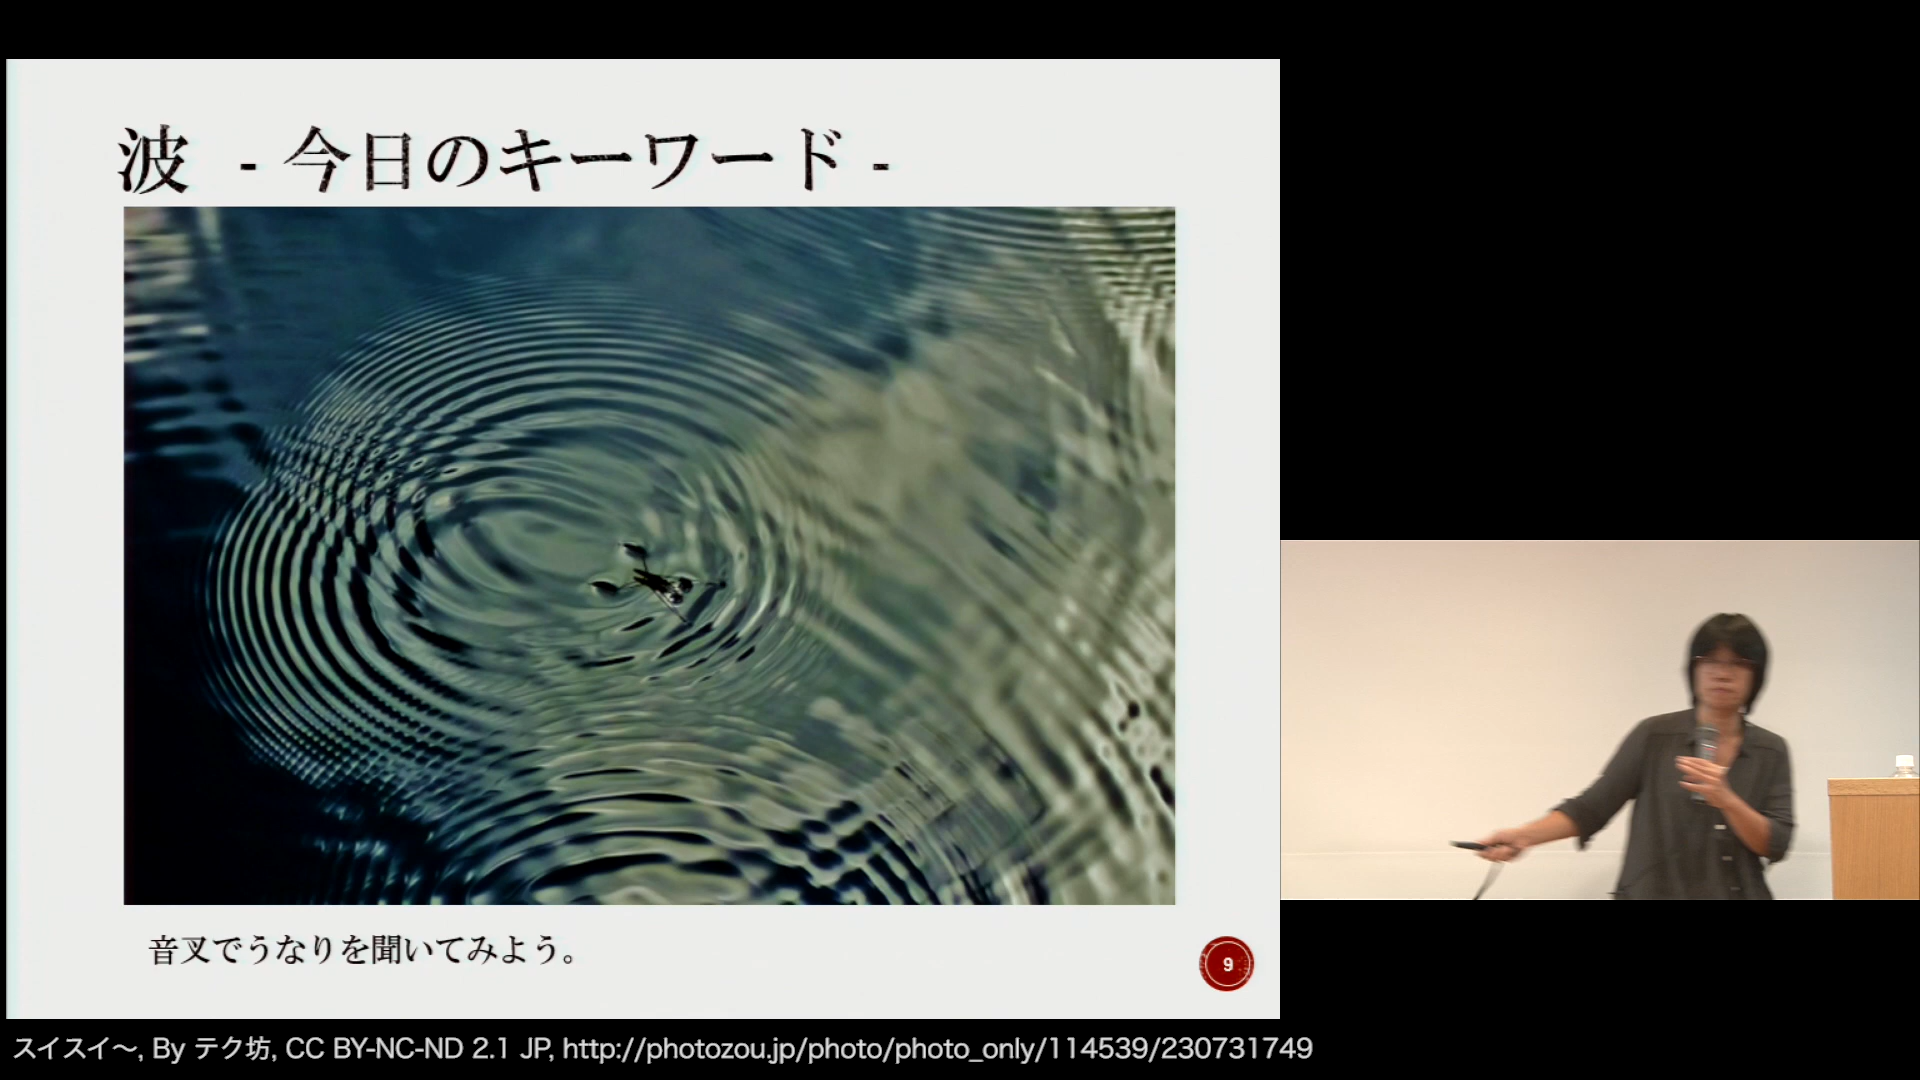 波 - 今日のキーワード -
音叉でうなりを聞いてみよう。
9
スイスイ〜, By テク坊, CC BY-NC-ND 2.1 JP, http://photozou.jp/photo/photo_only/114539/230731749